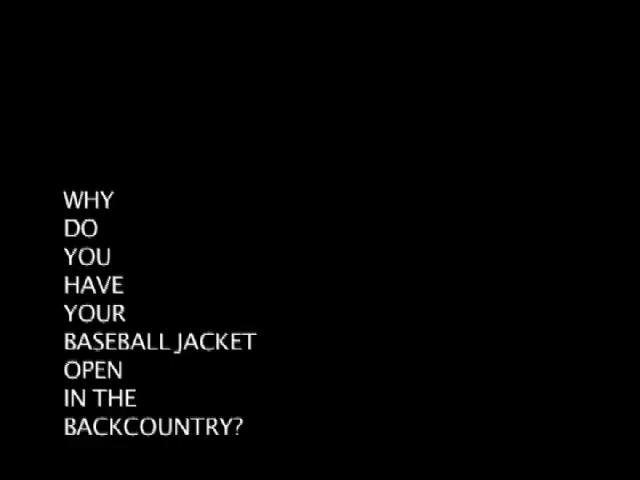 WHY
DO
YOU
HAVE
YOUR
BASEBALL JACKET
OPEN
IN THE
BACKCOUNTRY?